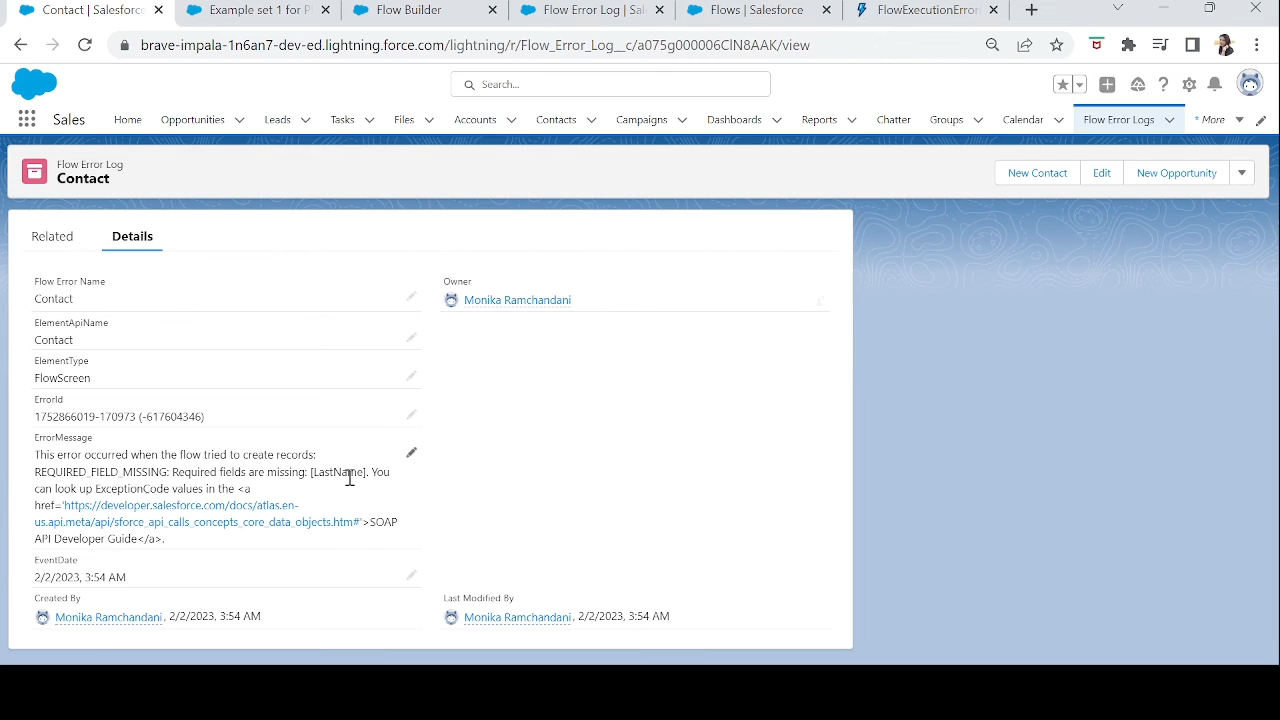 Contact | Salesforce
Example set 1 for P
Flow Builder
Flow Error Log | Sal
Flows | Salesforce
FlowExecutionError
brave-impala-1n6an7-dev-ed.lightning.force.com/lightning/r/Flow_Error_Log__c/a075g000006ClN8AAK/view
Search...
Sales Home Opportunities Leads Tasks Files Accounts Contacts Campaigns Dashboards Reports Chatter Groups Calendar Flow Error Logs * More
Flow Error Log
Contact
New Contact Edit New Opportunity
Related Details
Flow Error Name
Contact
Owner
Monika Ramchandani
ElementApiName
Contact
ElementType
FlowScreen
ErrorId
1752866019-170973 (-617604346)
ErrorMessage
This error occurred when the flow tried to create records:
REQUIRED_FIELD_MISSING: Required fields are missing: [LastName]. You
can look up ExceptionCode values in the <a
href='https://developer.salesforce.com/docs/atlas.en-
us.api.meta/api/sforce_api_calls_concepts_core_data_objects.htm#'>SOAP
API Developer Guide</a>.
EventDate
2/2/2023, 3:54 AM
Created By
Monika Ramchandani, 2/2/2023, 3:54 AM
Last Modified By
Monika Ramchandani, 2/2/2023, 3:54 AM